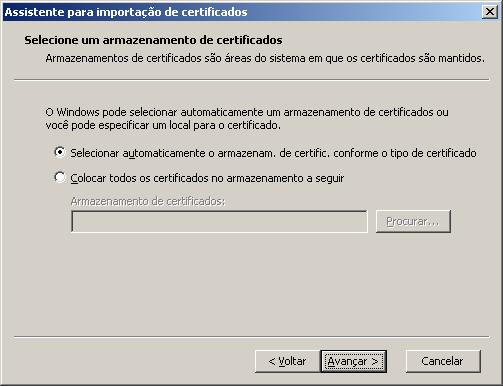 Assistente para importação de certificados
Selecione um armazenamento de certificados
Armazenamentos de certificados são áreas do sistema em que os certificados são mantidos.
O Windows pode selecionar automaticamente um armazenamento de certificados ou
você pode especificar um local para o certificado.
Selecionar automaticamente o armazenam. de certific. conforme o tipo de certificado
Colocar todos os certificados no armazenamento a seguir
Armazenamento de certificados:
Procurar...
< Voltar
Avançar >
Cancelar